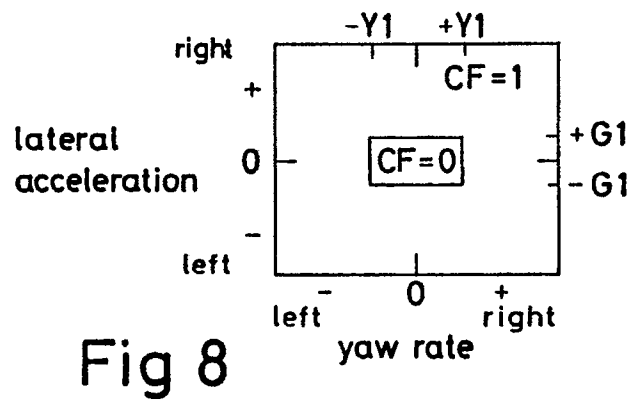 -Y1 +Y1
right
CF=1
+
lateral
acceleration
0
CF=0
+G1
-G1
-
left
- 0 +
left right
yaw rate
Fig 8